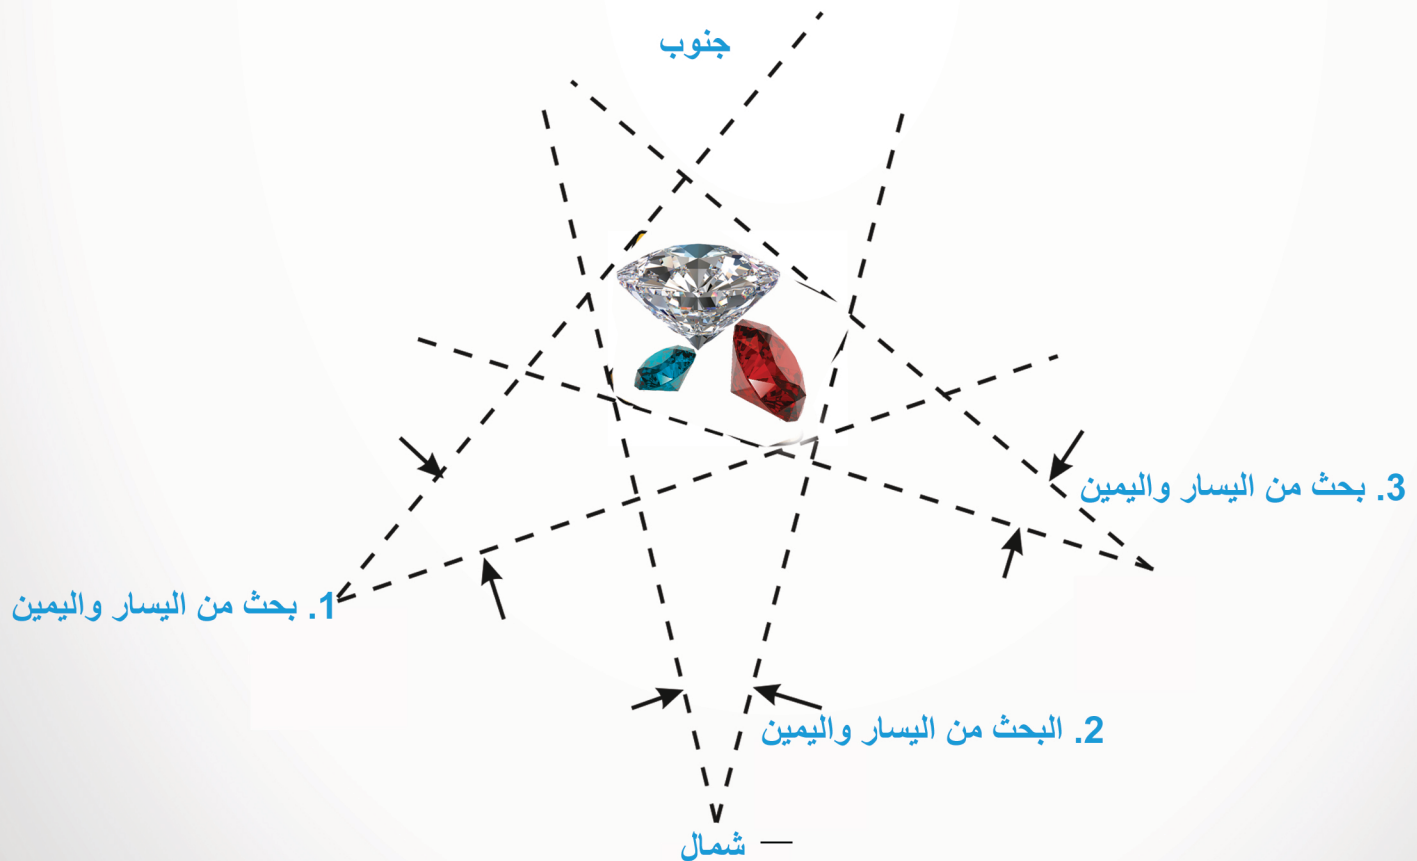 جنوب
3. بحث من اليسار واليمين
1. بحث من اليسار واليمين
2. البحث من اليسار واليمين
شمال —